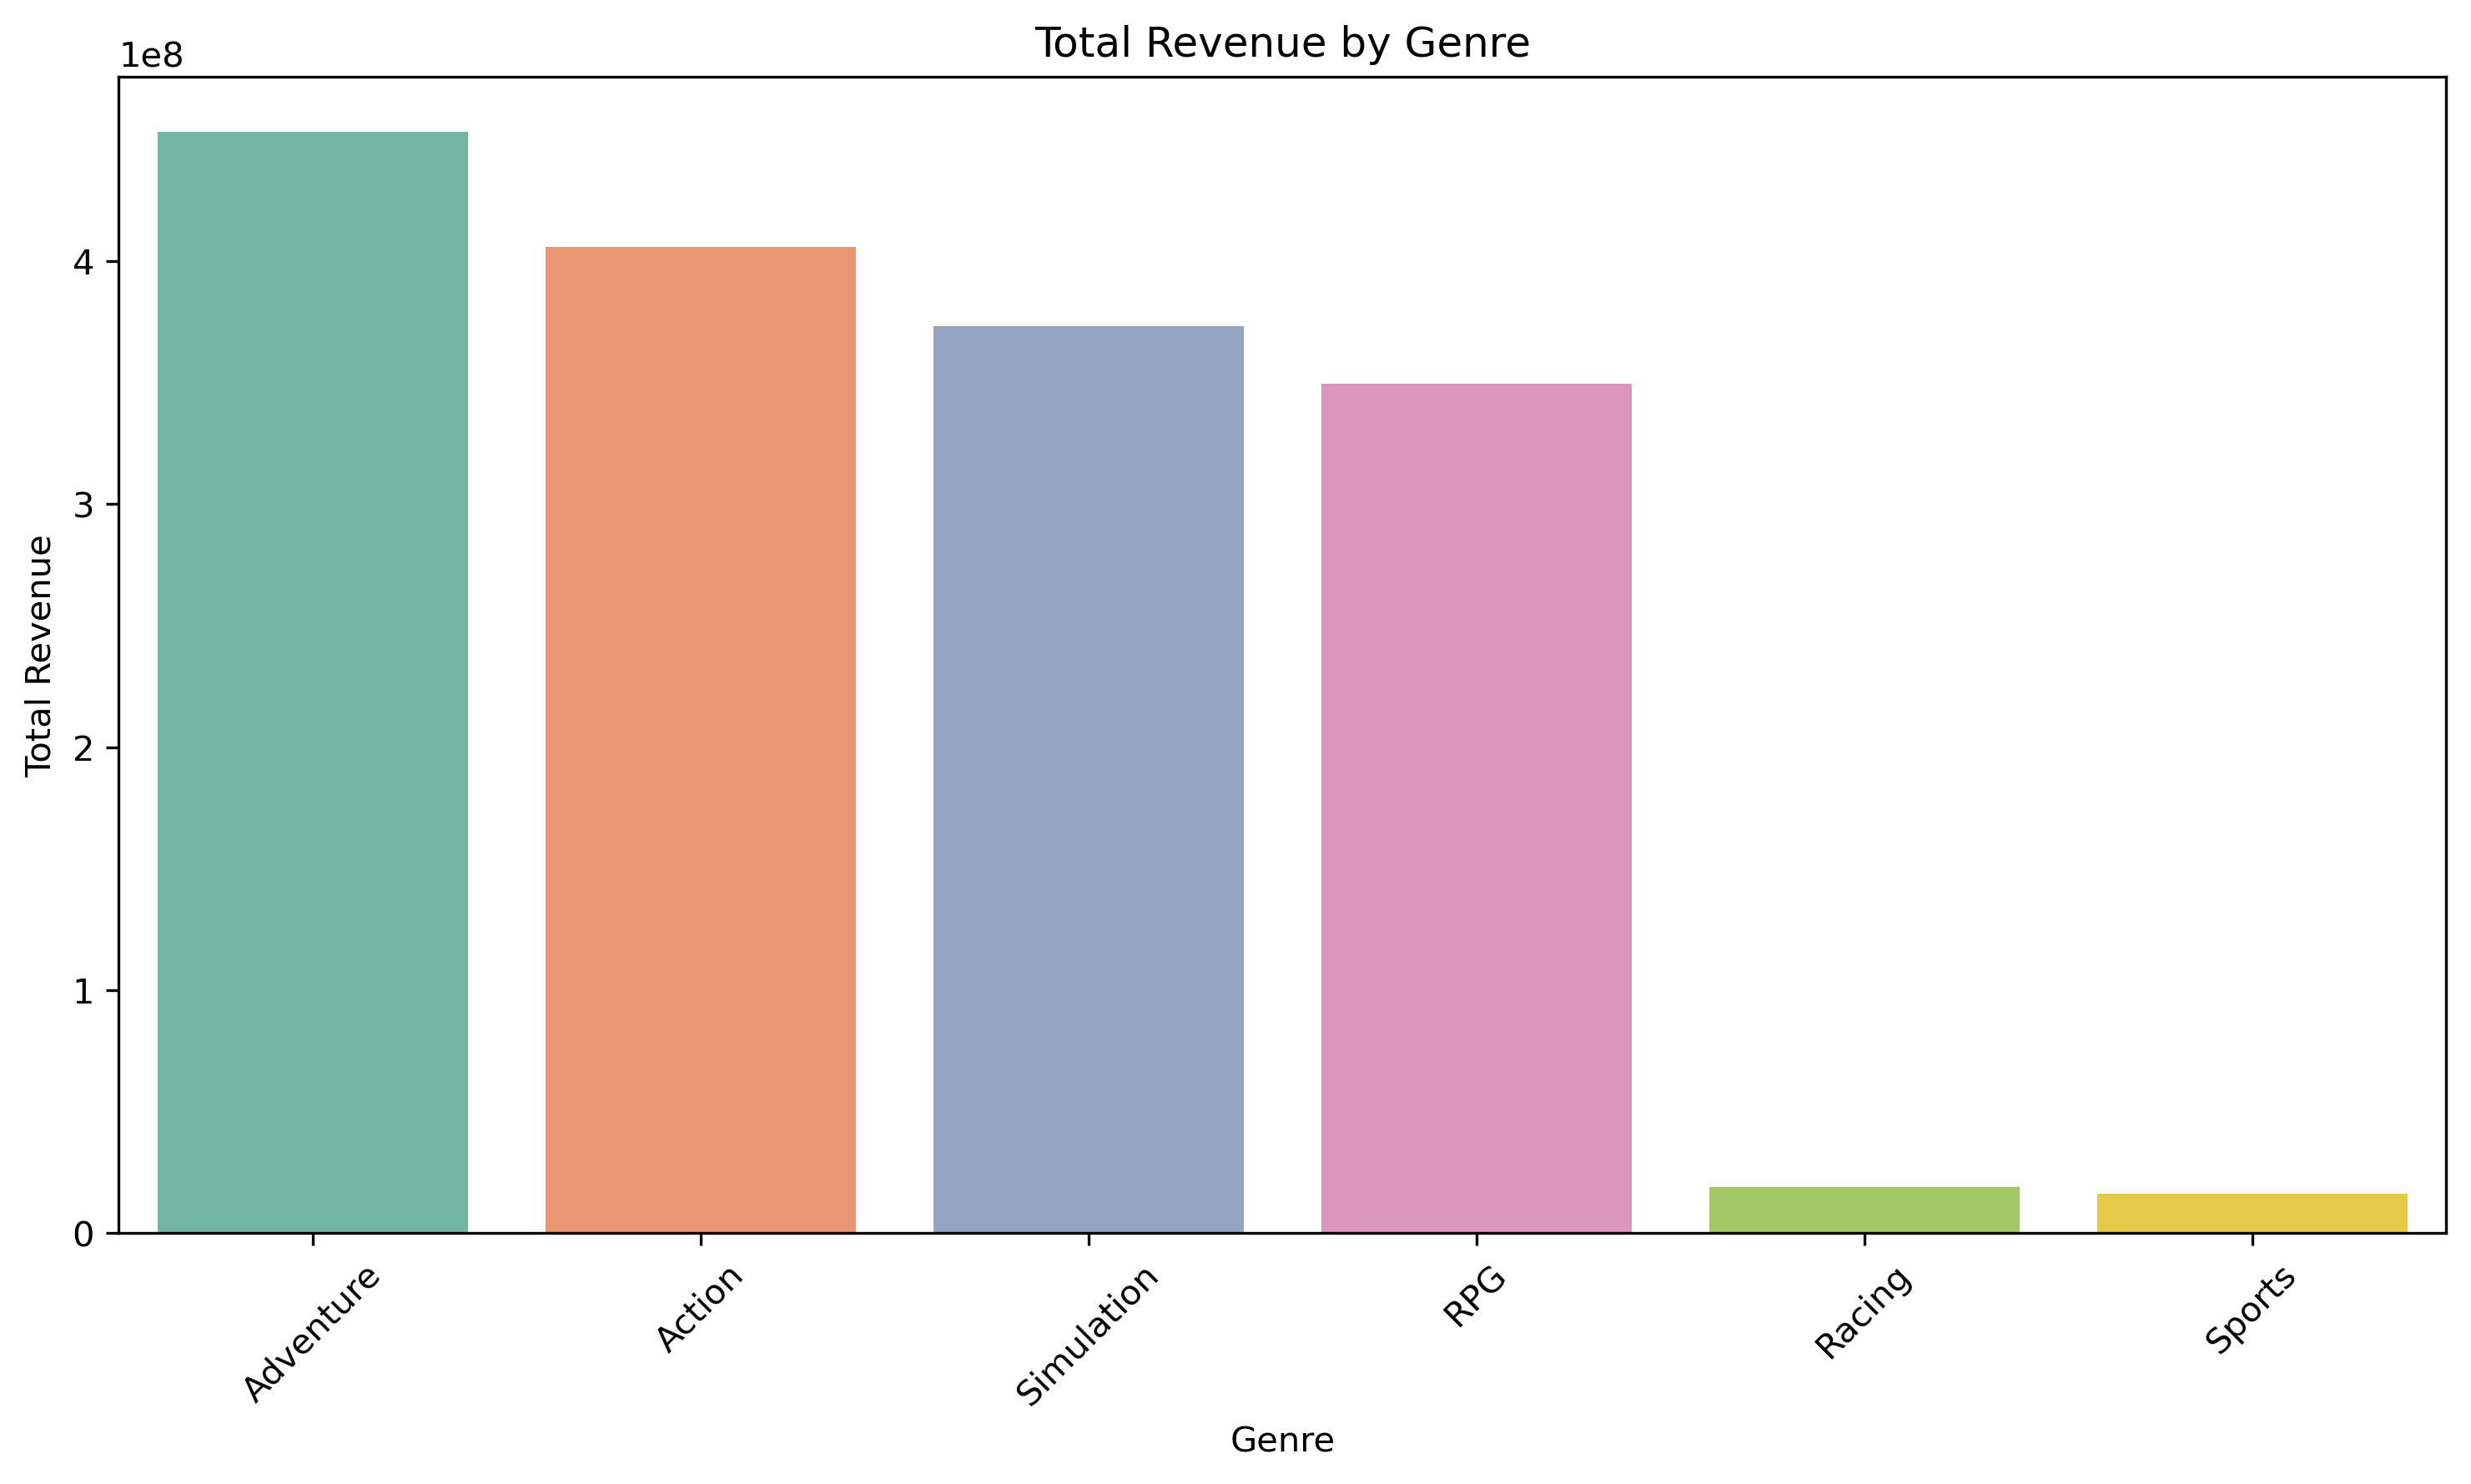 Total Revenue by Genre
1e8
4
3
2
1
0
Total Revenue
Adventure
Action
Simulation
RPG
Racing
Sports
Genre